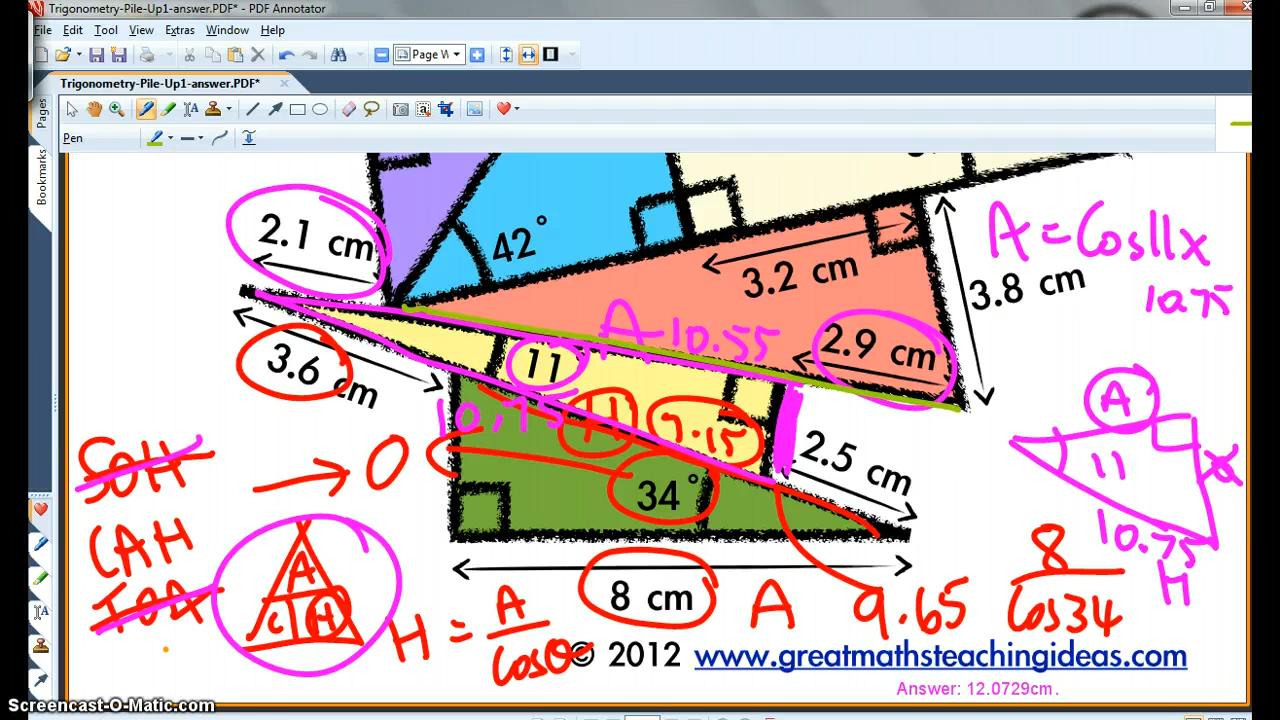 Trigonometry-Pile-Up1-answer.PDF* - PDF Annotator
File Edit Tool View Extras Window Help
Page W
Trigonometry-Pile-Up1-answer.PDF*
Pen
Pages
Bookmarks
2.1 cm
42°
3.2 cm
3.8 cm
A = Cos11 x
10.75
3.6 cm
11
A 10.55
2.9 cm
10.75
11
7.15
2.5 cm
A
11
10.75
H
SOH
CAH
TOA
O
34°
A
C H
H = A
cosθ
8 cm
A
9.65
8
Cos34
© 2012 www.greatmathsteachingideas.com
Answer: 12.0729cm.
Screencast-O-Matic.com